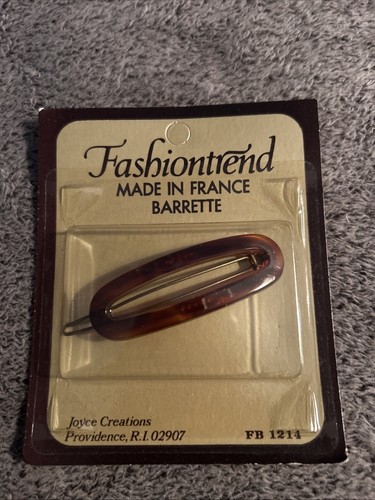 Fashiontrend
MADE IN FRANCE
BARRETTE
Joyce Creations
Providence, R.I. 02907
FB 1214